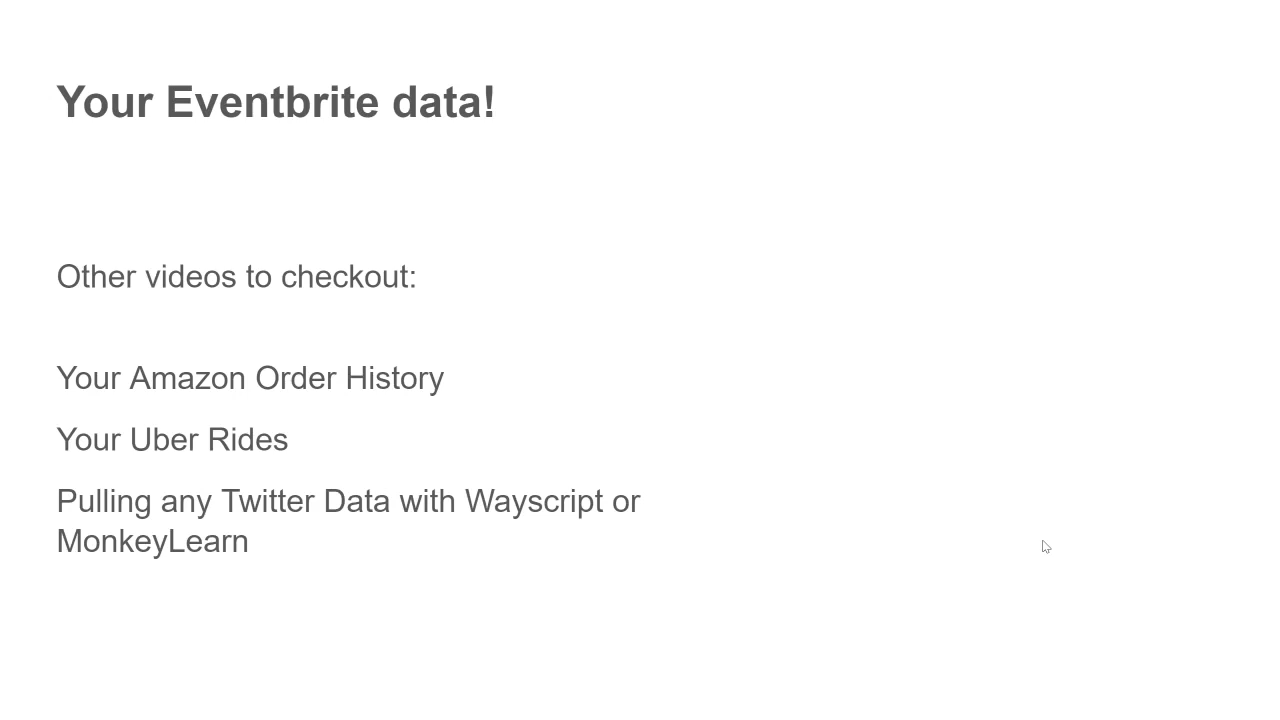 Your Eventbrite data!
Other videos to checkout:
Your Amazon Order History
Your Uber Rides
Pulling any Twitter Data with Wayscript or
MonkeyLearn